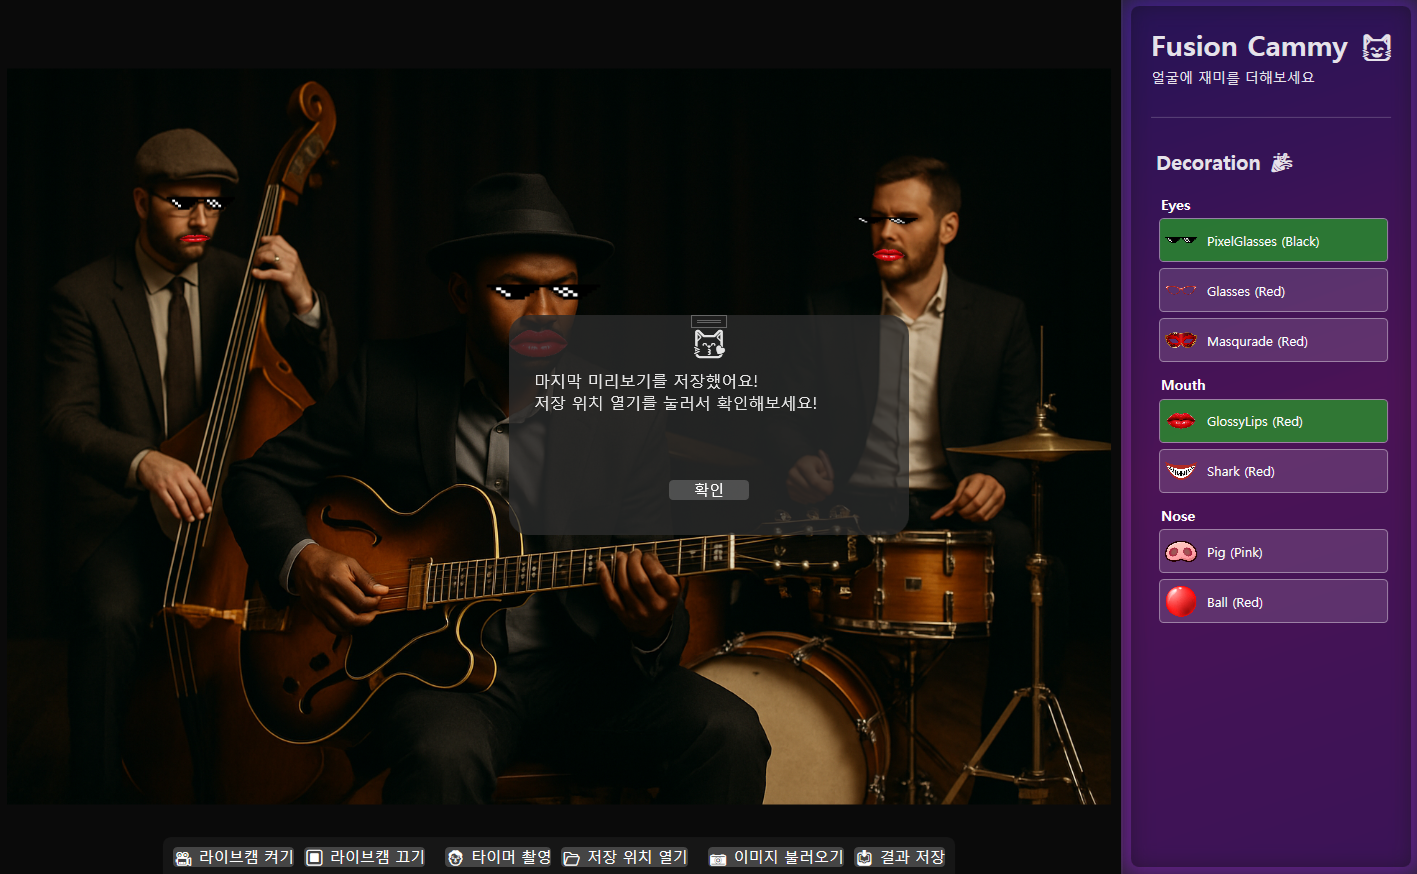 Fusion Cammy
얼굴에 재미를 더해보세요
Decoration
Eyes
PixelGlasses (Black)
Glasses (Red)
Masqurade (Red)
Mouth
GlossyLips (Red)
Shark (Red)
Nose
Pig (Pink)
Ball (Red)
마지막 미리보기를 저장했어요!
저장 위치 열기를 눌러서 확인해보세요!
확인
라이브캠 켜기 라이브캠 끄기 타이머 촬영 저장 위치 열기 이미지 불러오기 결과 저장